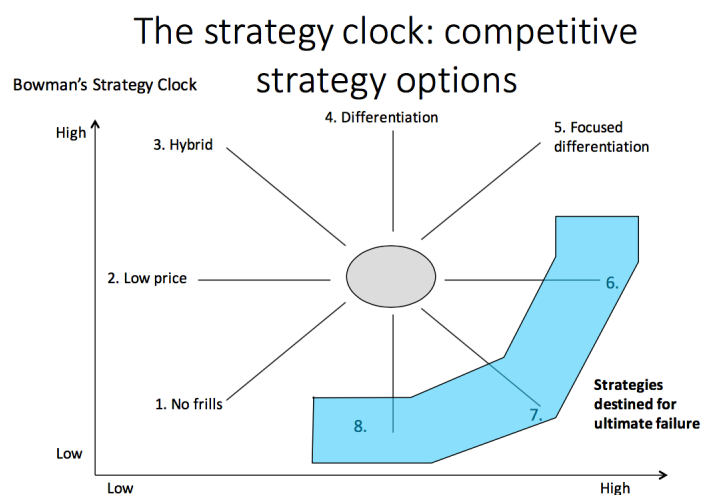 The strategy clock: competitive
strategy options
Bowman’s Strategy Clock
High
3. Hybrid
4. Differentiation
5. Focused
differentiation
2. Low price
6.
1. No frills
8.
7.
Strategies
destined for
ultimate failure
Low
Low
High